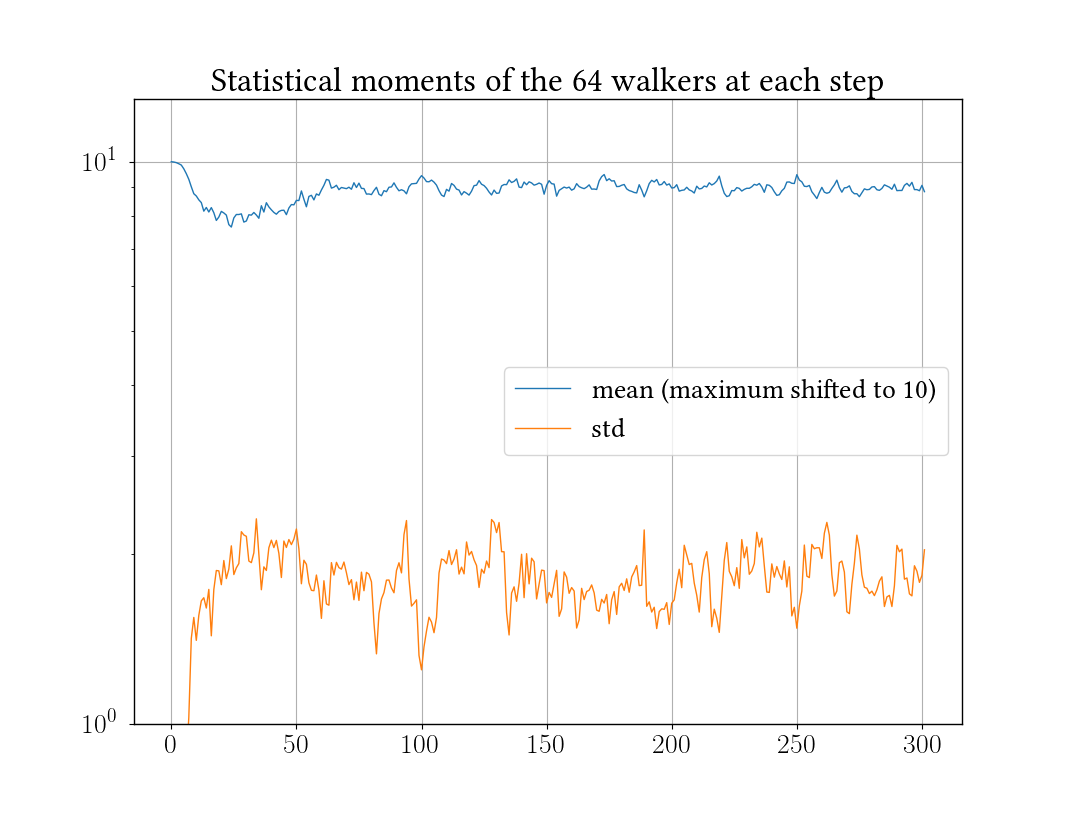 Statistical moments of the 64 walkers at each step
10^1
mean (maximum shifted to 10)
std
10^0
0 50 100 150 200 250 300